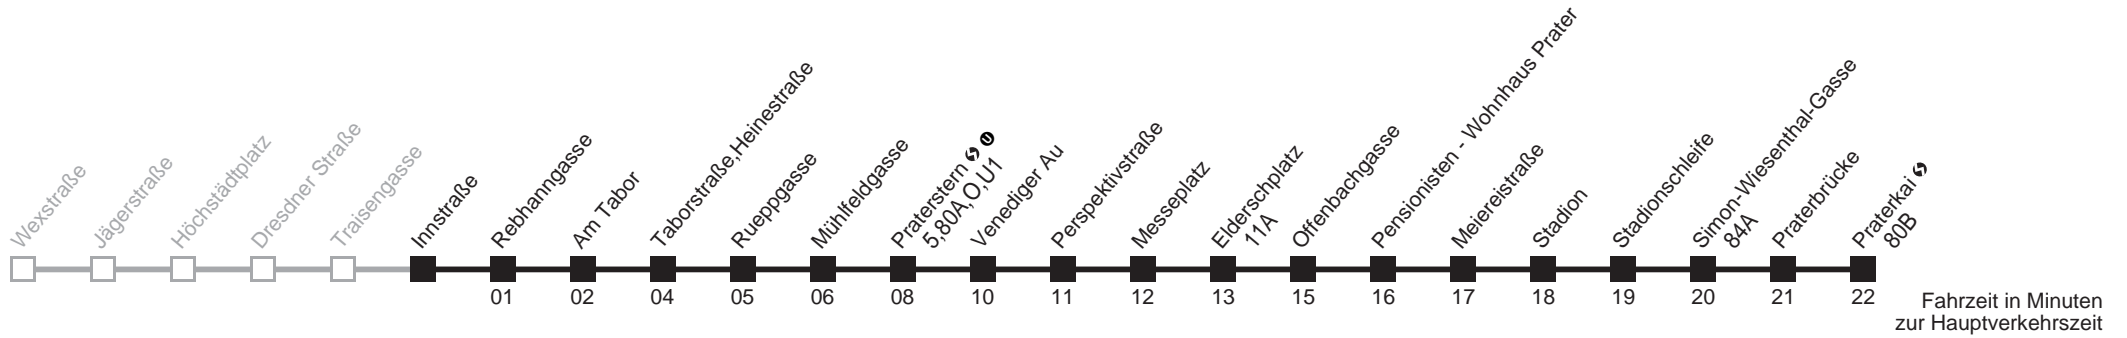 Wexstraße
Jägerstraße
Höchstädtplatz
Dresdner Straße
Traisengasse
Innstraße
Rebhanngasse
Am Tabor
Taborstraße,Heinestraße
Rueppgasse
Mühlfeldgasse
Praterstern S U
5,80A,O,U1
Venediger Au
Perspektivstraße
Messeplatz
Elderschplatz
11A
Offenbachgasse
Pensionisten - Wohnhaus Prater
Meiereistraße
Stadion
Stadionschleife
Simon-Wiesenthal-Gasse
84A
Praterbrücke
Praterkai S
80B
01 02 04 05 06 08 10 11 12 13 15 16 17 18 19 20 21 22
Fahrzeit in Minuten
zur Hauptverkehrszeit